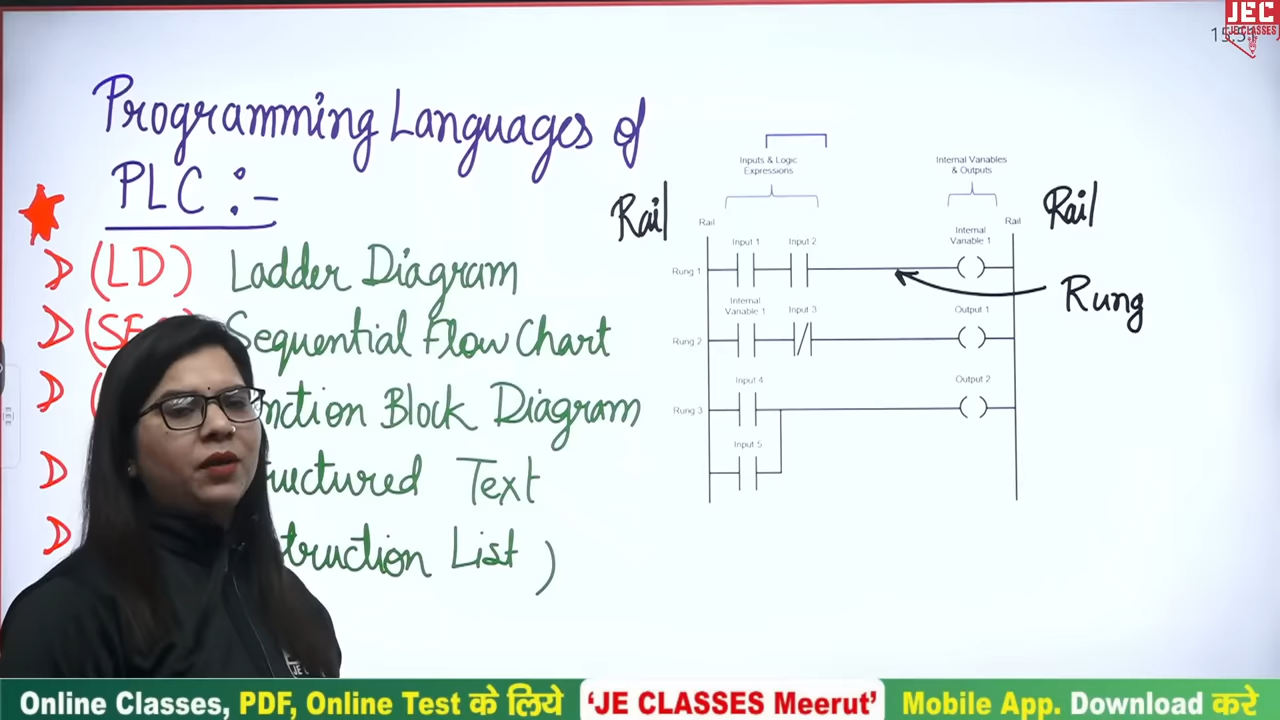 JEC
JE CLASSES
Programming Languages of
PLC :-
(LD) Ladder Diagram
Sequential Flow Chart
Block Diagram
Text
List )
Rail
Rail
Rung
Inputs & Logic
Expressions
Internal Variables
& Outputs
Rail
Rail
Input 1
Input 2
Internal
Variable 1
Rung 1
Internal
Variable 1
Input 3
Output 1
Rung 2
Input 4
Output 2
Rung 3
Input 5
Online Classes, PDF, Online Test के लिये 'JE CLASSES Meerut' Mobile App. Download करे